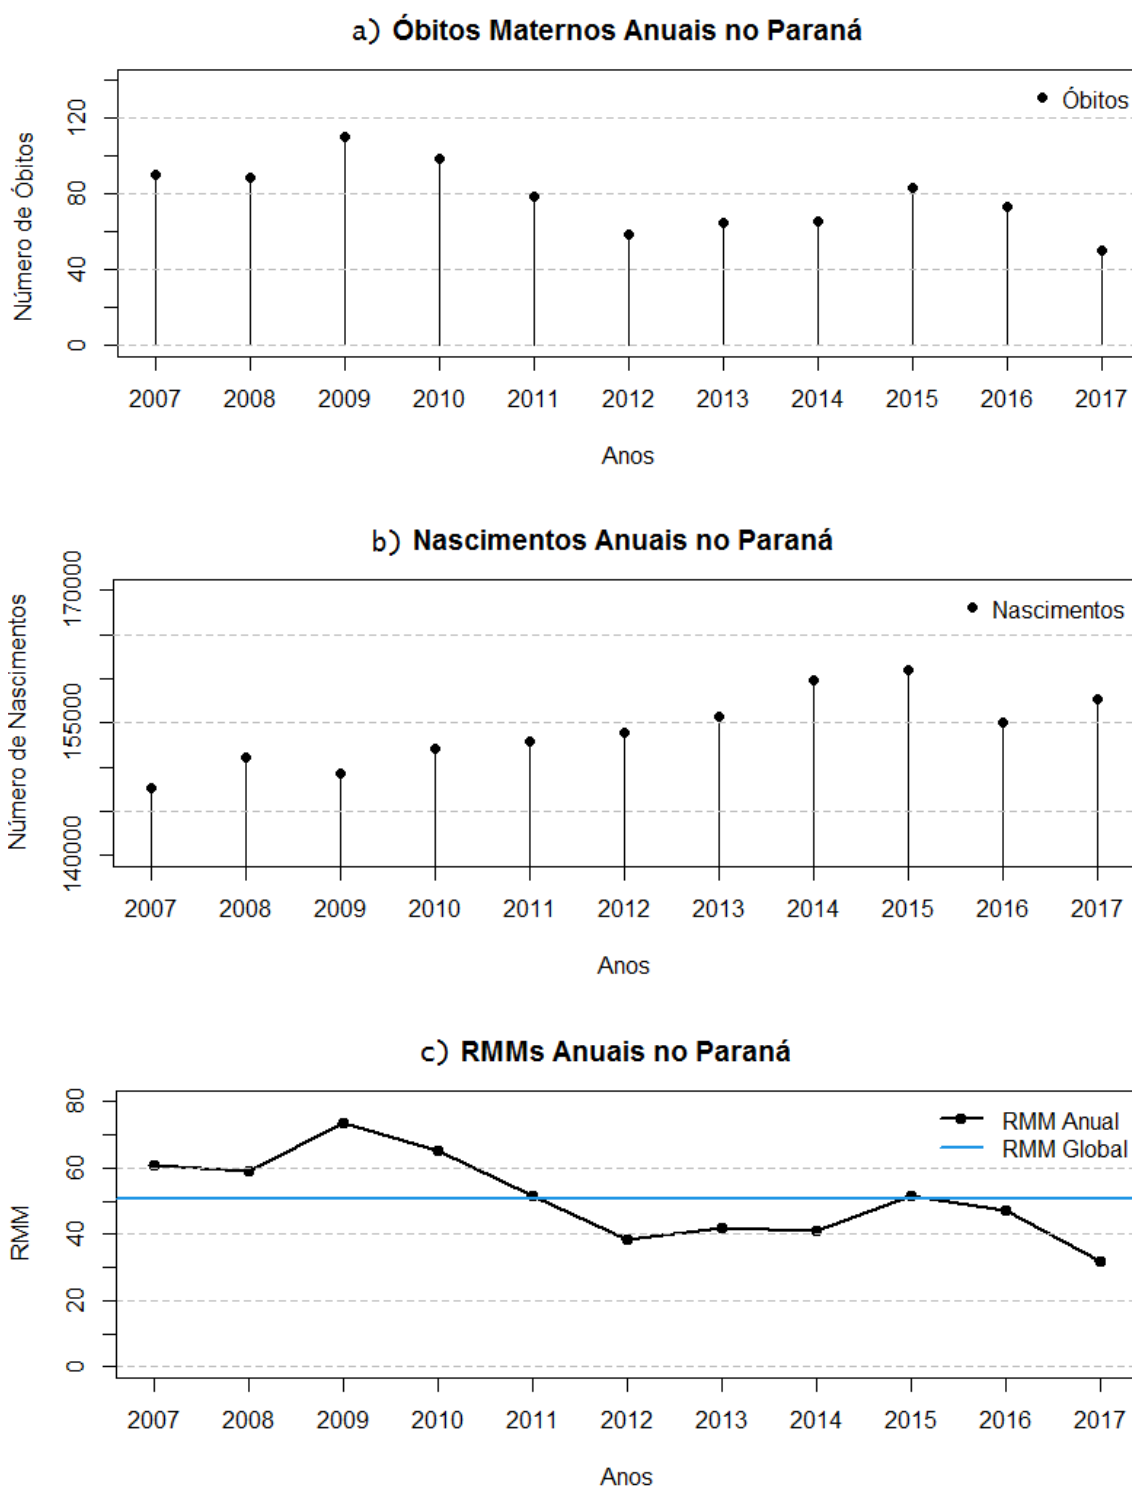 a) Óbitos Maternos Anuais no Paraná
Óbitos
Número de Óbitos
120
80
40
0
2007 2008 2009 2010 2011 2012 2013 2014 2015 2016 2017
Anos
b) Nascimentos Anuais no Paraná
Nascimentos
Número de Nascimentos
170000
155000
140000
2007 2008 2009 2010 2011 2012 2013 2014 2015 2016 2017
Anos
c) RMMs Anuais no Paraná
RMM Anual
RMM Global
RMM
80
60
40
20
0
2007 2008 2009 2010 2011 2012 2013 2014 2015 2016 2017
Anos